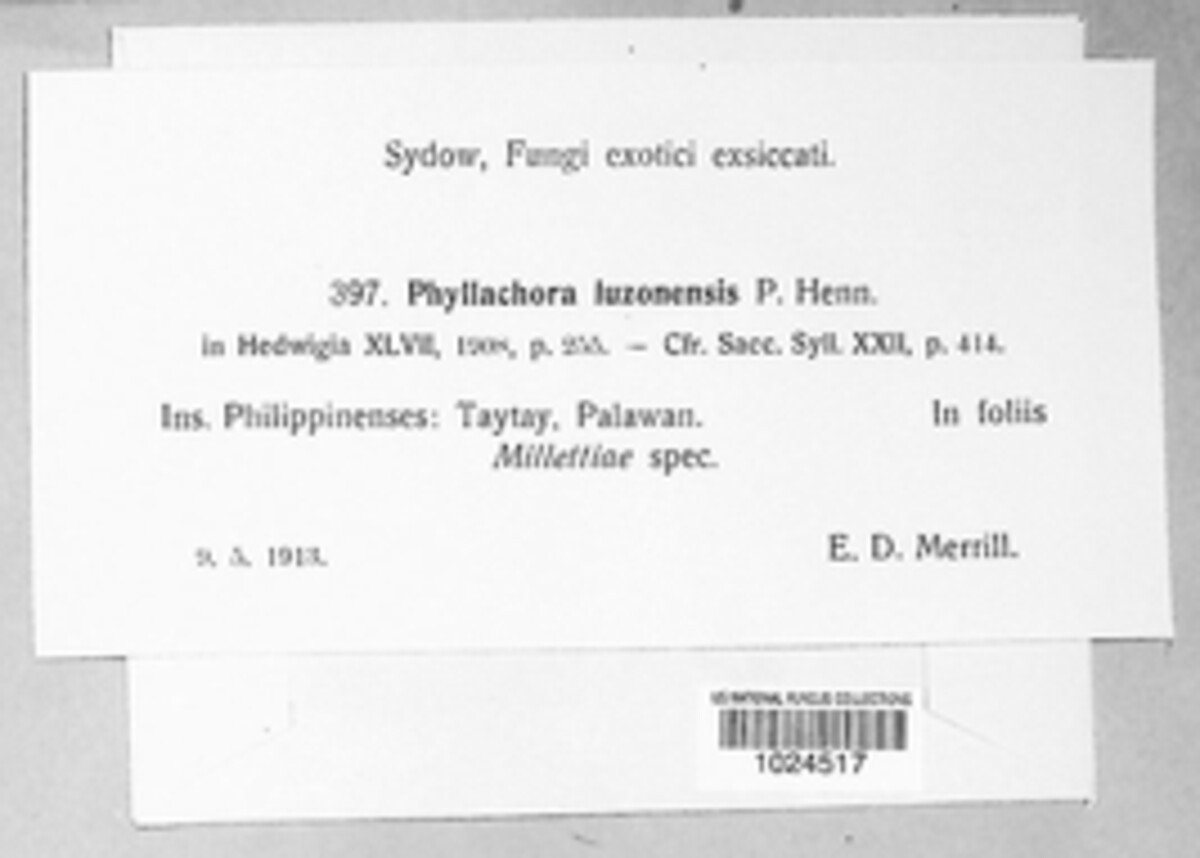 Sydow, Fungi exotici exsiccati.
397. Phyllachora luzonensis P. Henn.
in Hedwigia XLVII, 1908, p. 255. — Cfr. Sacc. Syll. XXII, p. 414.
Ins. Philippinenses: Taytay, Palawan. In foliis
Millettiae spec.
9. 5. 1913. E. D. Merrill.
US NATIONAL FUNGUS COLLECTIONS
1024517